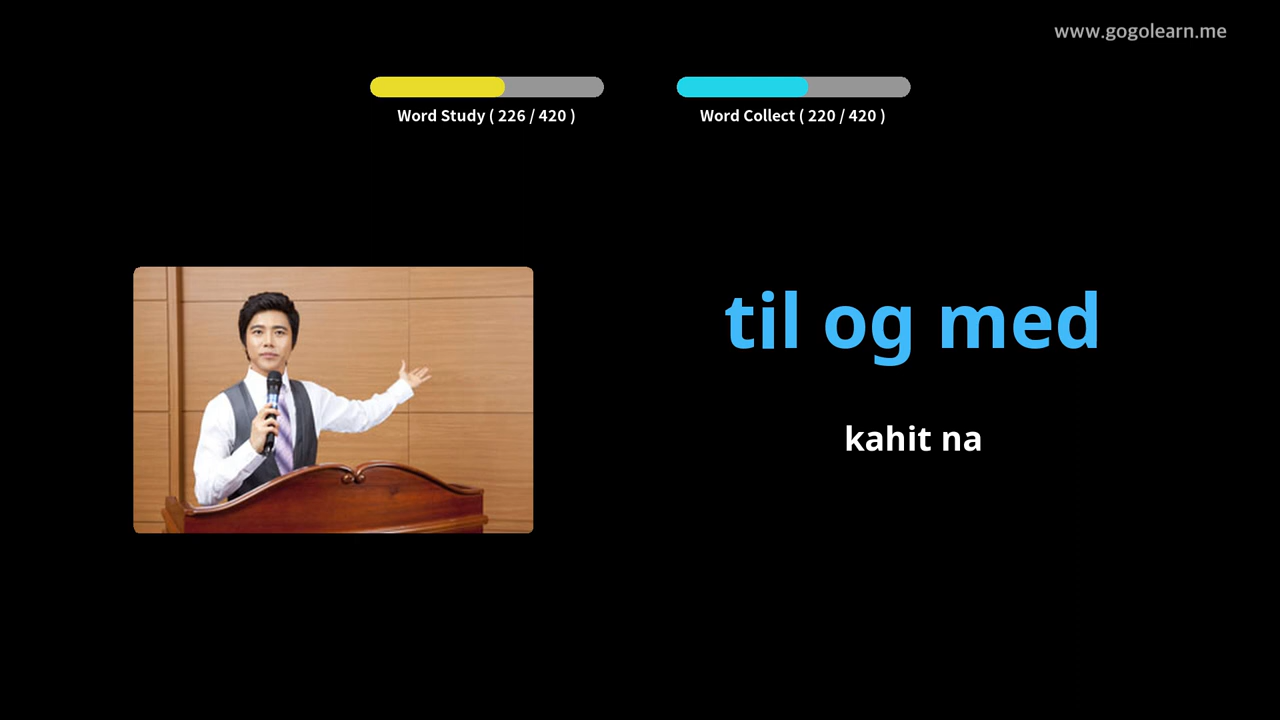 www.gogolearn.me
Word Study ( 226 / 420 )
Word Collect ( 220 / 420 )
til og med
kahit na